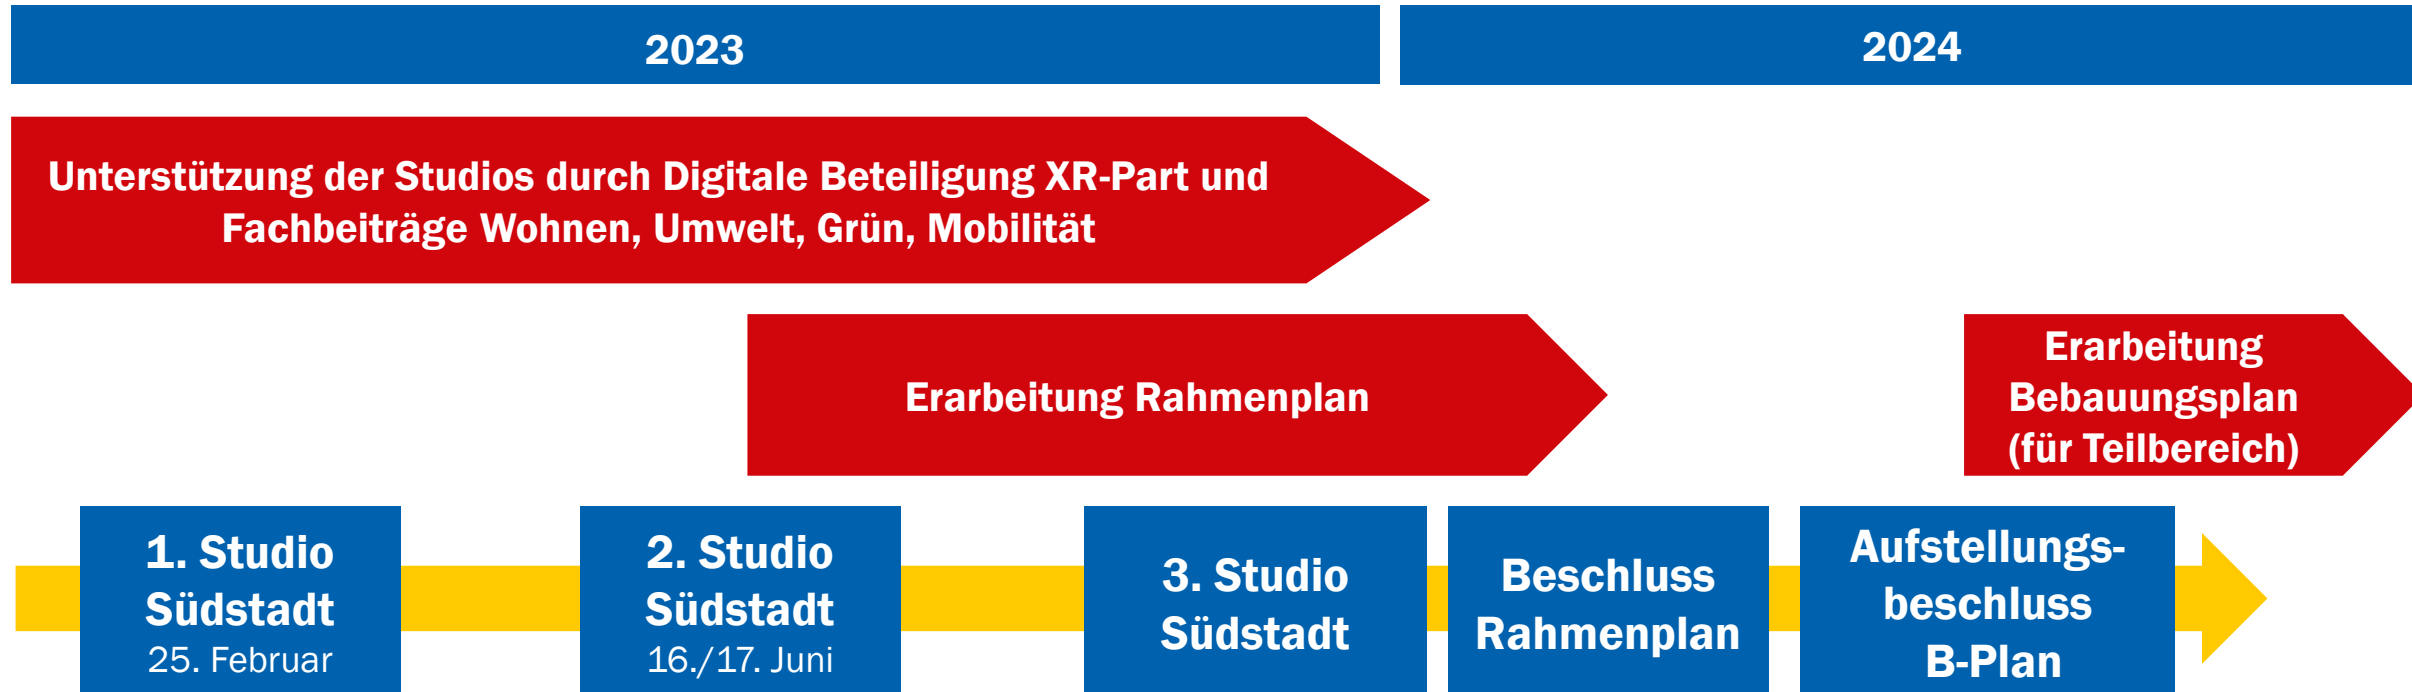 2023
2024
Unterstützung der Studios durch Digitale Beteiligung XR-Part und
Fachbeiträge Wohnen, Umwelt, Grün, Mobilität
Erarbeitung Rahmenplan
Erarbeitung
Bebauungsplan
(für Teilbereich)
1. Studio
Südstadt
25. Februar
2. Studio
Südstadt
16./17. Juni
3. Studio
Südstadt
Beschluss
Rahmenplan
Aufstellungs-
beschluss
B-Plan